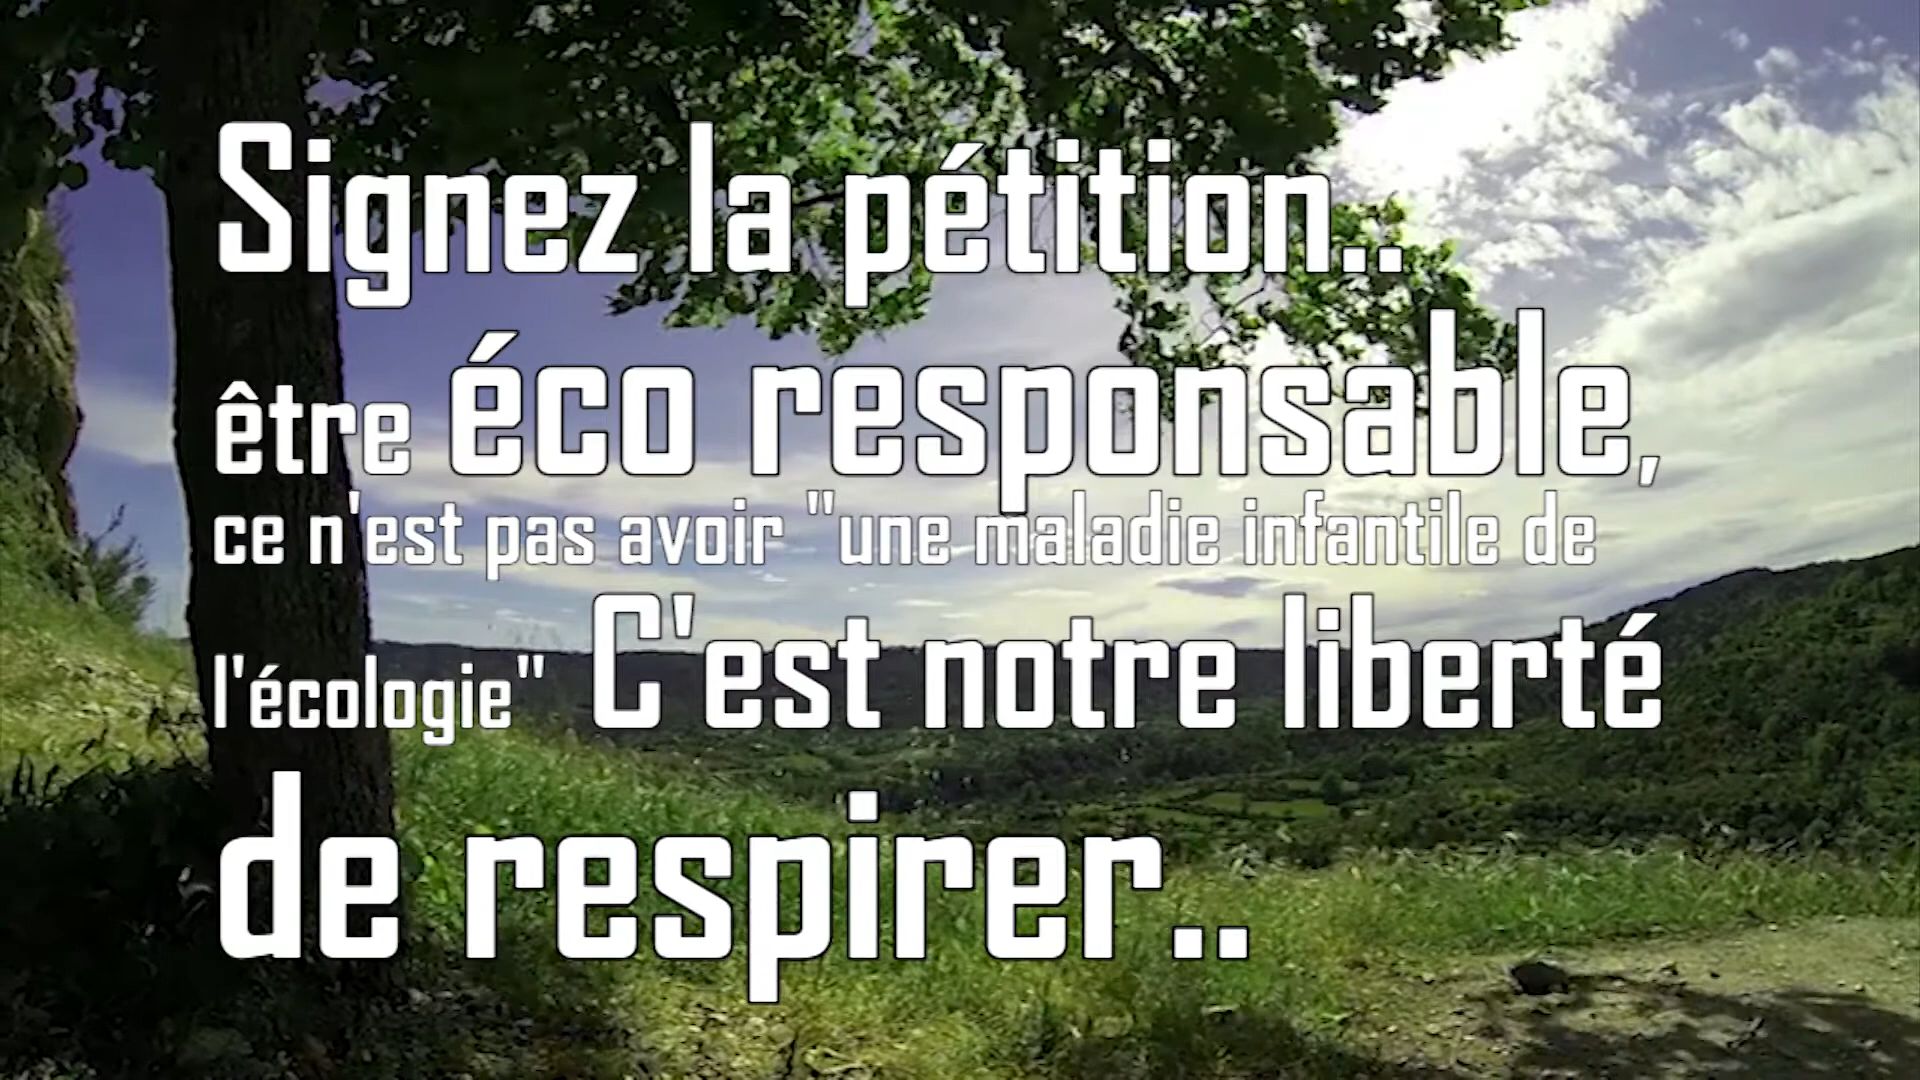 Signez la pétition..
être éco responsable,
ce n'est pas avoir "une maladie infantile de
l'écologie" C'est notre liberté
de respirer..